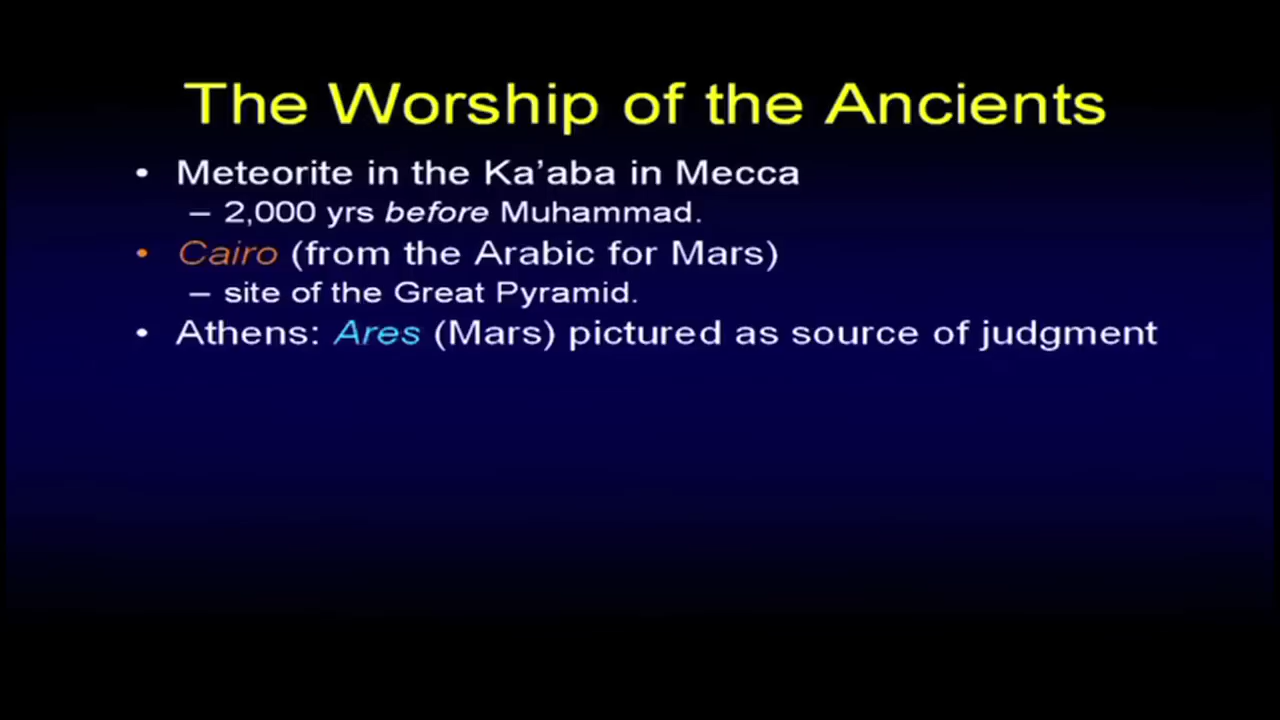 The Worship of the Ancients
• Meteorite in the Ka’aba in Mecca
– 2,000 yrs before Muhammad.
• Cairo (from the Arabic for Mars)
– site of the Great Pyramid.
• Athens: Ares (Mars) pictured as source of judgment